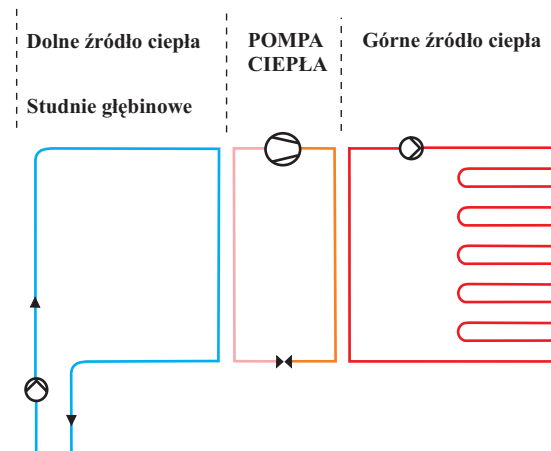 Dolne źródło ciepła
Studnie głębinowe
POMPA
CIEPŁA
Górne źródło ciepła